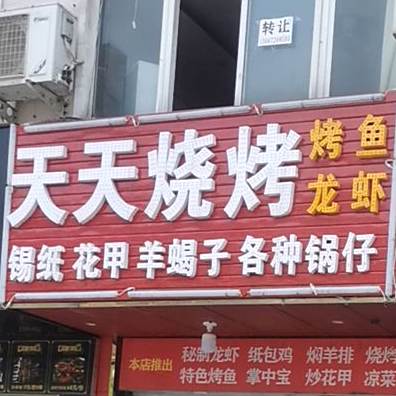 转让
天天烧烤
烤鱼
龙虾
锡纸 花甲 羊蝎子 各种锅仔
本店推出
秘制龙虾 纸包鸡 焖羊排 烧烤
特色烤鱼 掌中宝 炒花甲 凉菜